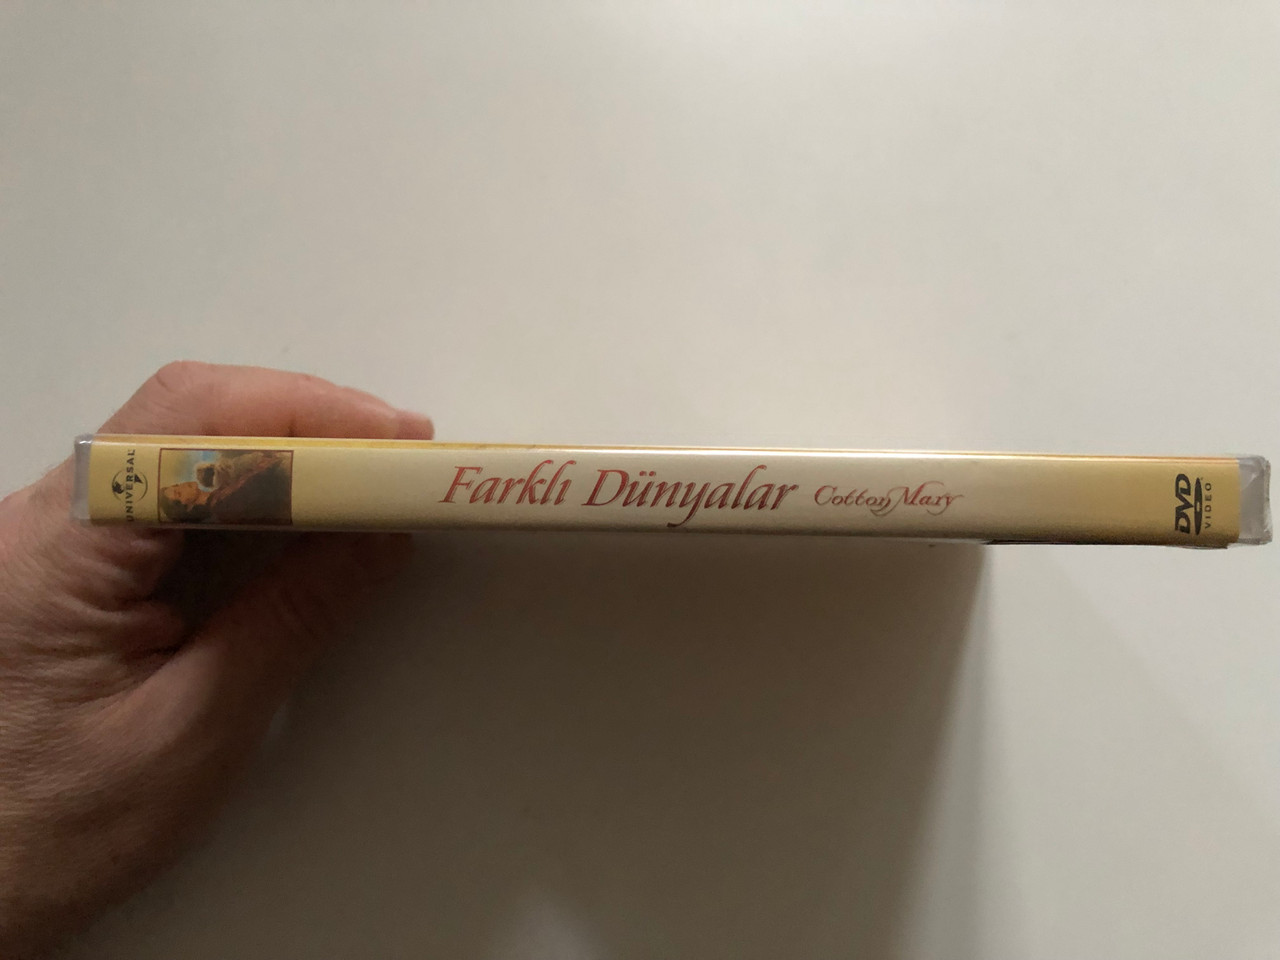 UNIVERSAL
Farklı Dünyalar Cotton Mary
DVD
VIDEO